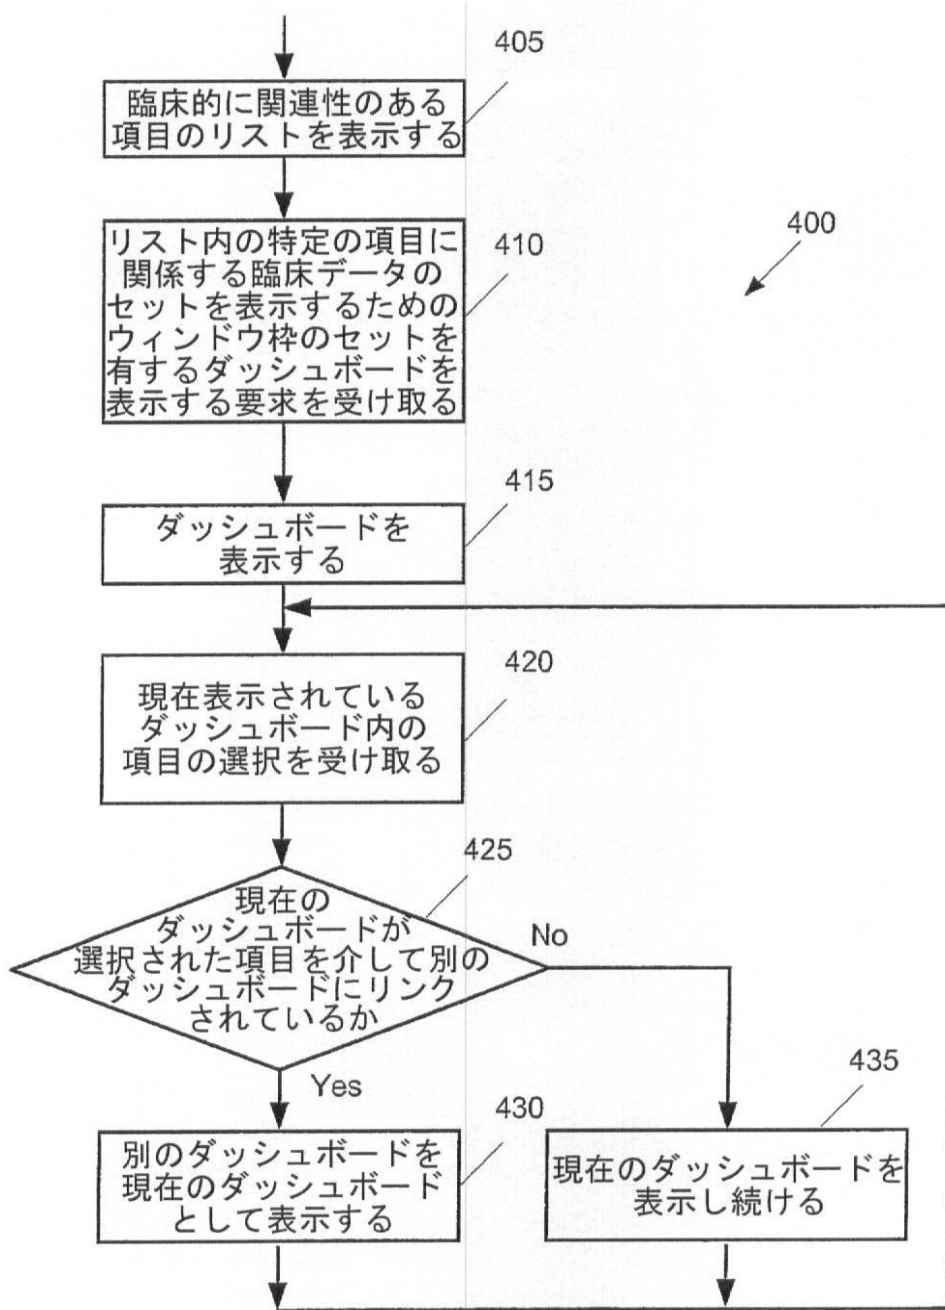 405
臨床的に関連性のある
項目のリストを表示する
400
リスト内の特定の項目に
関係する臨床データの
セットを表示するための
ウィンドウ枠のセットを
有するダッシュボードを
表示する要求を受け取る
410
415
ダッシュボードを
表示する
420
現在表示されている
ダッシュボード内の
項目の選択を受け取る
425
現在の
ダッシュボードが
選択された項目を介して別の
ダッシュボードにリンク
されているか
No
Yes
430
別のダッシュボードを
現在のダッシュボード
として表示する
435
現在のダッシュボードを
表示し続ける